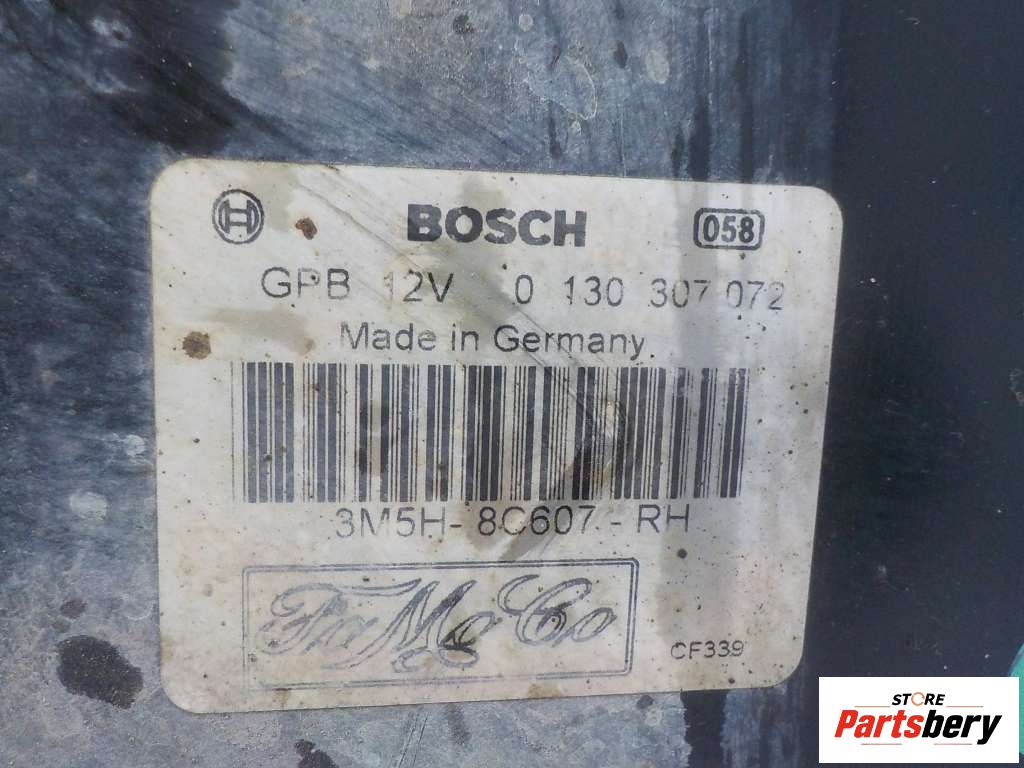 BOSCH 058
GPB 12V 0 130 307 072
Made in Germany
3M5H- 8C607 - RH
FoMoCo
CF339
STORE
Partsbery